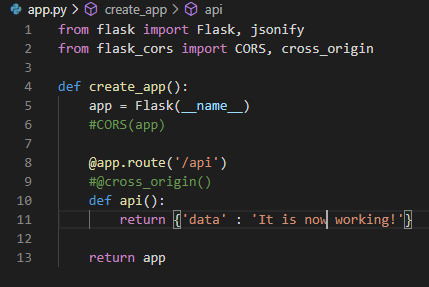 app.py > create_app > api
1 from flask import Flask, jsonify
2 from flask_cors import CORS, cross_origin
3
4 def create_app():
5     app = Flask(__name__)
6     #CORS(app)
7
8     @app.route('/api')
9     #@cross_origin()
10     def api():
11         return {'data' : 'It is now working!'}
12
13     return app